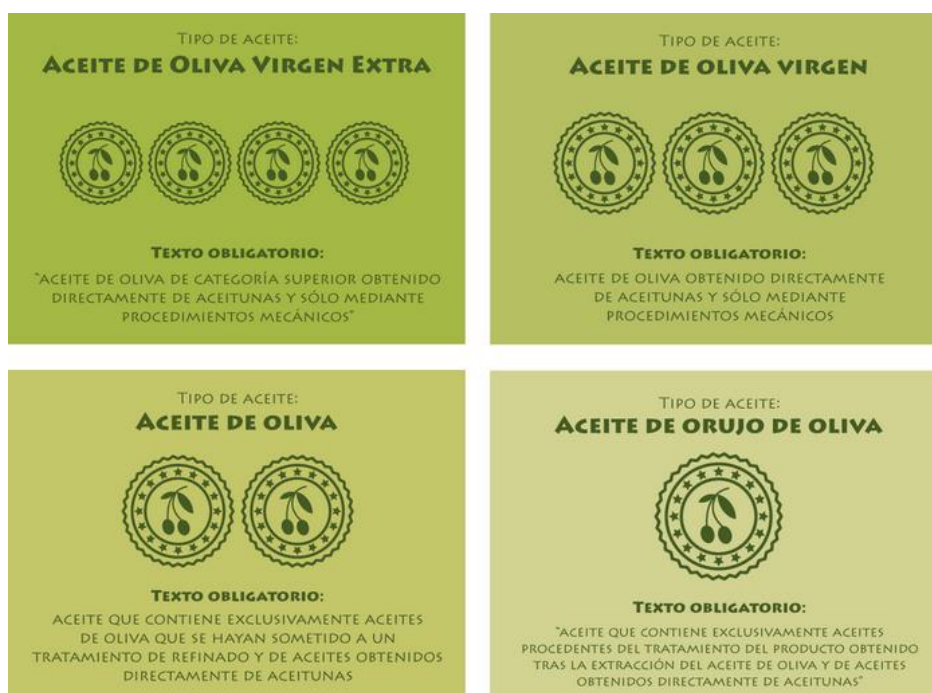 Tipo de aceite:
Aceite de Oliva Virgen Extra
Texto obligatorio:
"Aceite de oliva de categoría superior obtenido
directamente de aceitunas y sólo mediante
procedimientos mecánicos"
Tipo de aceite:
Aceite de oliva virgen
Texto obligatorio:
Aceite de oliva obtenido directamente
de aceitunas y sólo mediante
procedimientos mecánicos
Tipo de aceite:
Aceite de oliva
Texto obligatorio:
Aceite que contiene exclusivamente aceites
de oliva que se hayan sometido a un
tratamiento de refinado y de aceites obtenidos
directamente de aceitunas
Tipo de aceite:
Aceite de orujo de oliva
Texto obligatorio:
"Aceite que contiene exclusivamente aceites
procedentes del tratamiento del producto obtenido
tras la extracción del aceite de oliva y de aceites
obtenidos directamente de aceitunas"